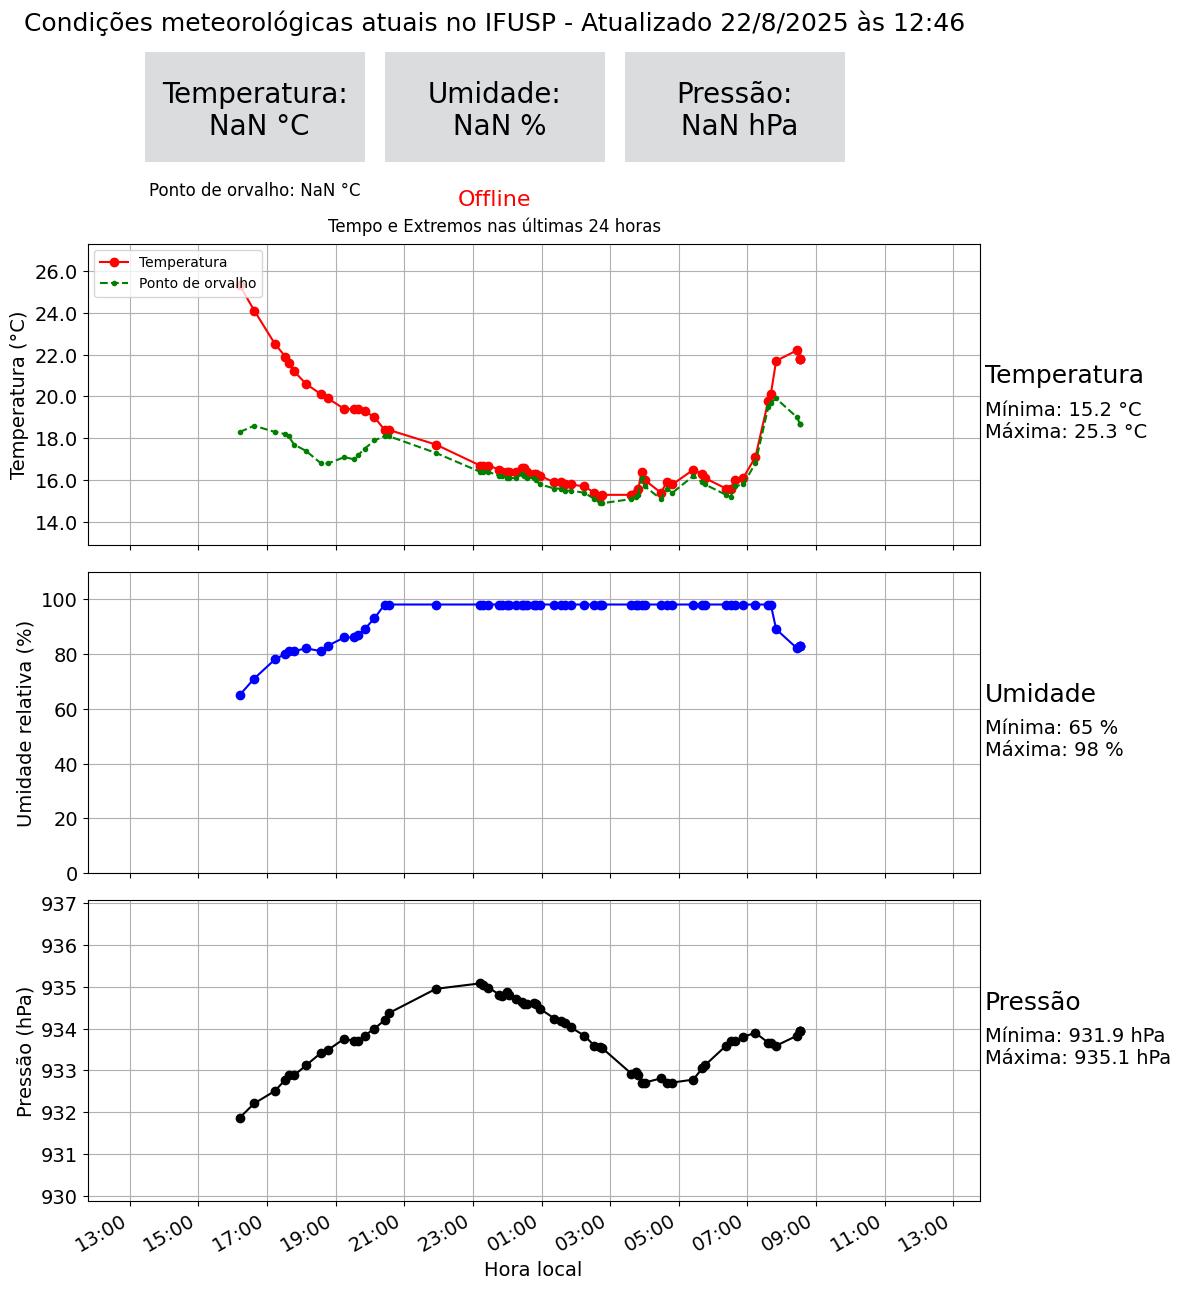 Condições meteorológicas atuais no IFUSP - Atualizado 22/8/2025 às 12:46
Temperatura:
NaN °C
Umidade:
NaN %
Pressão:
NaN hPa
Ponto de orvalho: NaN °C
Offline
Tempo e Extremos nas últimas 24 horas
Temperatura
Ponto de orvalho
Temperatura (°C)
26.0
24.0
22.0
20.0
18.0
16.0
14.0
Temperatura
Mínima: 15.2 °C
Máxima: 25.3 °C
Umidade relativa (%)
100
80
60
40
20
0
Umidade
Mínima: 65 %
Máxima: 98 %
Pressão (hPa)
937
936
935
934
933
932
931
930
Pressão
Mínima: 931.9 hPa
Máxima: 935.1 hPa
13:00 15:00 17:00 19:00 21:00 23:00 01:00 03:00 05:00 07:00 09:00 11:00 13:00
Hora local